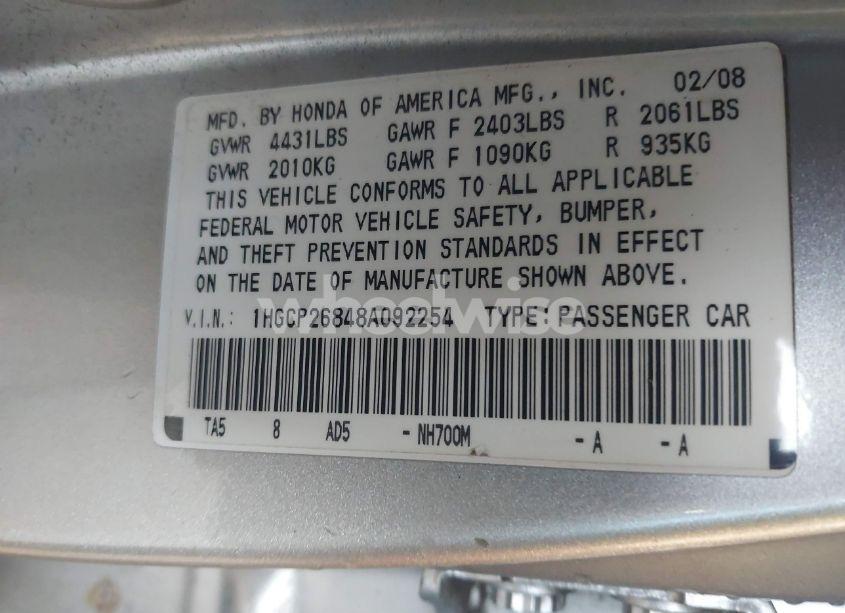 MFD. BY HONDA OF AMERICA MFG., INC. 02/08
GVWR 4431LBS GAWR F 2403LBS R 2061LBS
GVWR 2010KG GAWR F 1090KG R 935KG
THIS VEHICLE CONFORMS TO ALL APPLICABLE
FEDERAL MOTOR VEHICLE SAFETY, BUMPER,
AND THEFT PREVENTION STANDARDS IN EFFECT
ON THE DATE OF MANUFACTURE SHOWN ABOVE.
wheelwise
V.I.N.: 1HGCP26848A092254 TYPE: PASSENGER CAR
TA5 8 AD5 - NH700M - A - A